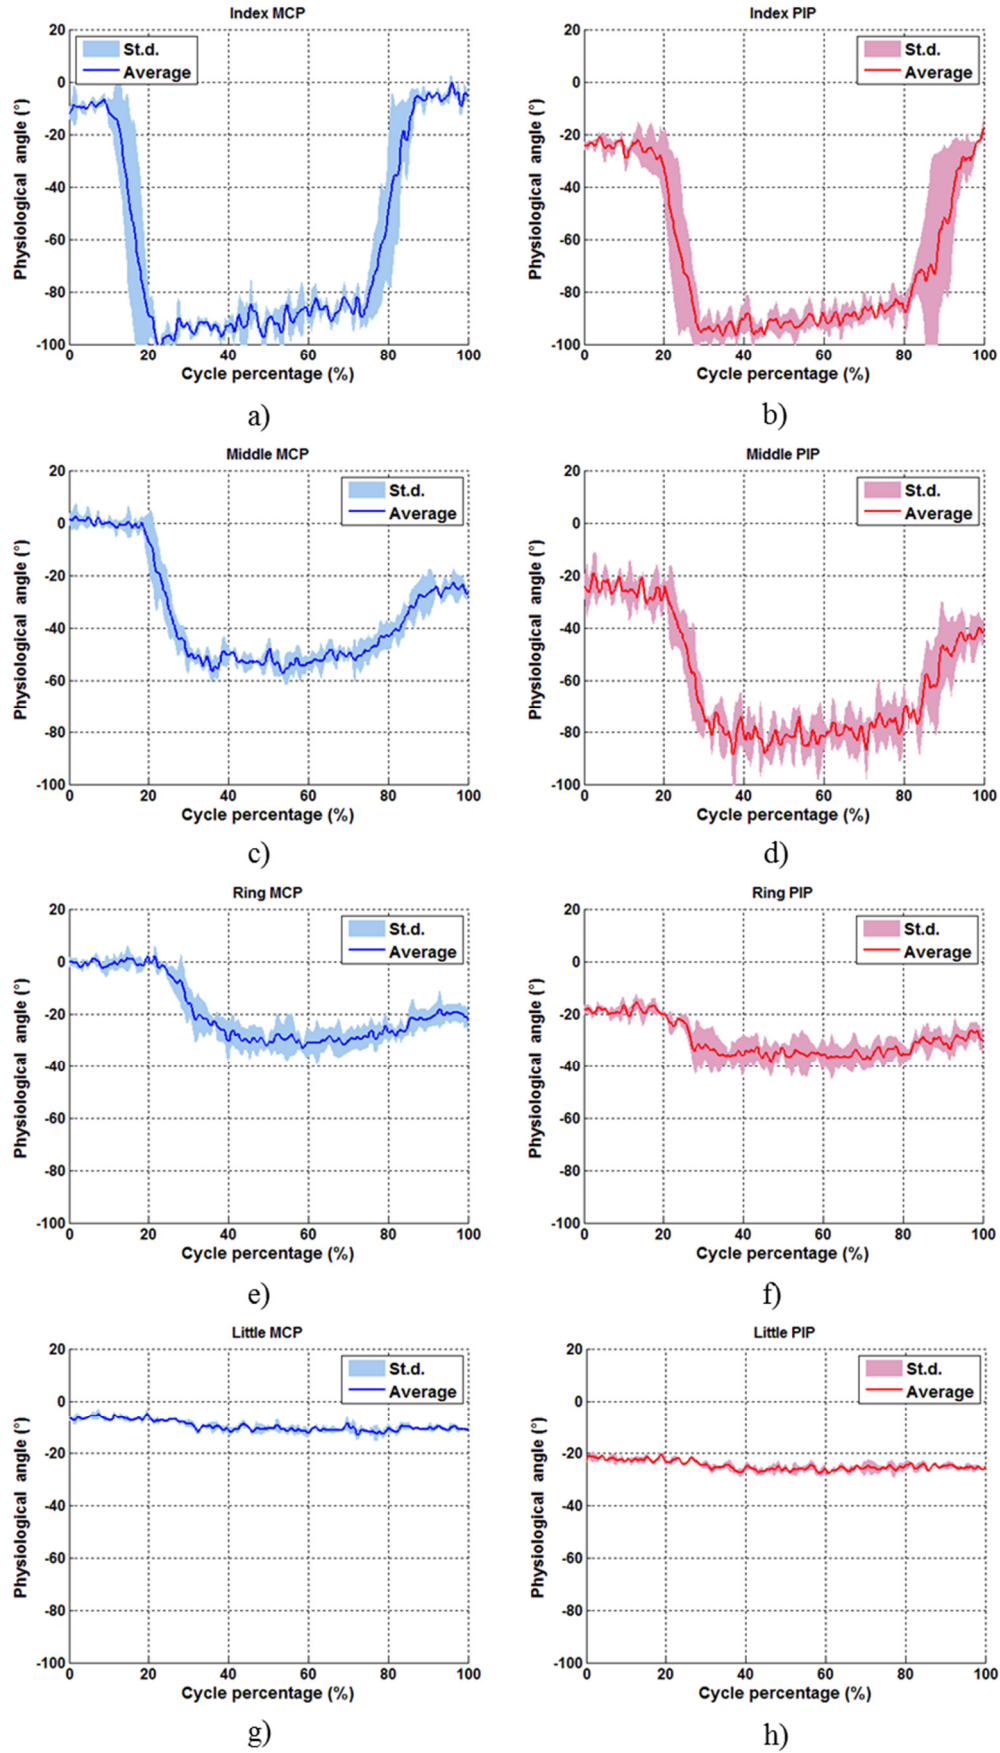 Index MCP
20
0
-20
-40
-60
-80
-100
Physiological angle (°)
St.d.
Average
0 20 40 60 80 100
Cycle percentage (%)
a)
Index PIP
20
0
-20
-40
-60
-80
-100
Physiological angle (°)
St.d.
Average
0 20 40 60 80 100
Cycle percentage (%)
b)
Middle MCP
20
0
-20
-40
-60
-80
-100
Physiological angle (°)
St.d.
Average
0 20 40 60 80 100
Cycle percentage (%)
c)
Middle PIP
20
0
-20
-40
-60
-80
-100
Physiological angle (°)
St.d.
Average
0 20 40 60 80 100
Cycle percentage (%)
d)
Ring MCP
20
0
-20
-40
-60
-80
-100
Physiological angle (°)
St.d.
Average
0 20 40 60 80 100
Cycle percentage (%)
e)
Ring PIP
20
0
-20
-40
-60
-80
-100
Physiological angle (°)
St.d.
Average
0 20 40 60 80 100
Cycle percentage (%)
f)
Little MCP
20
0
-20
-40
-60
-80
-100
Physiological angle (°)
St.d.
Average
0 20 40 60 80 100
Cycle percentage (%)
g)
Little PIP
20
0
-20
-40
-60
-80
-100
Physiological angle (°)
St.d.
Average
0 20 40 60 80 100
Cycle percentage (%)
h)